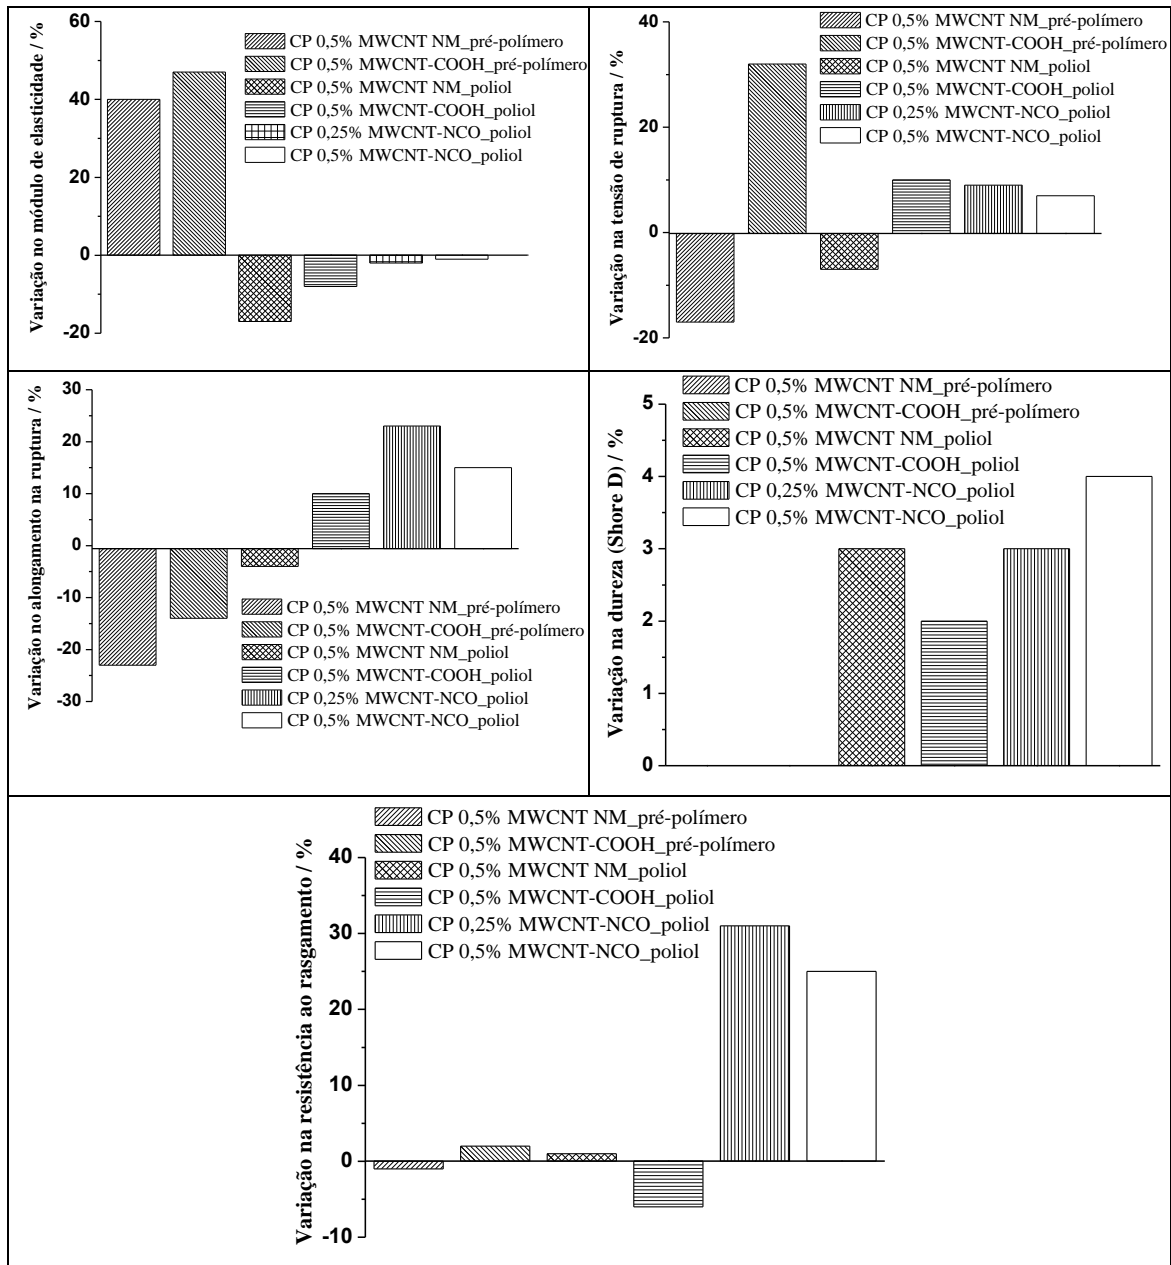 Variação no módulo de elasticidade / %
60
40
20
0
-20
CP 0,5% MWCNT NM_pré-polímero
CP 0,5% MWCNT-COOH_pré-polímero
CP 0,5% MWCNT NM_poliol
CP 0,5% MWCNT-COOH_poliol
CP 0,25% MWCNT-NCO_poliol
CP 0,5% MWCNT-NCO_poliol
Variação na tensão de ruptura / %
40
20
0
-20
CP 0,5% MWCNT NM_pré-polímero
CP 0,5% MWCNT-COOH_pré-polímero
CP 0,5% MWCNT NM_poliol
CP 0,5% MWCNT-COOH_poliol
CP 0,25% MWCNT-NCO_poliol
CP 0,5% MWCNT-NCO_poliol
Variação no alongamento na ruptura / %
30
20
10
0
-10
-20
-30
CP 0,5% MWCNT NM_pré-polímero
CP 0,5% MWCNT-COOH_pré-polímero
CP 0,5% MWCNT NM_poliol
CP 0,5% MWCNT-COOH_poliol
CP 0,25% MWCNT-NCO_poliol
CP 0,5% MWCNT-NCO_poliol
Variação na dureza (Shore D) / %
5
4
3
2
1
0
CP 0,5% MWCNT NM_pré-polímero
CP 0,5% MWCNT-COOH_pré-polímero
CP 0,5% MWCNT NM_poliol
CP 0,5% MWCNT-COOH_poliol
CP 0,25% MWCNT-NCO_poliol
CP 0,5% MWCNT-NCO_poliol
Variação na resistência ao rasgamento / %
40
30
20
10
0
-10
CP 0,5% MWCNT NM_pré-polímero
CP 0,5% MWCNT-COOH_pré-polímero
CP 0,5% MWCNT NM_poliol
CP 0,5% MWCNT-COOH_poliol
CP 0,25% MWCNT-NCO_poliol
CP 0,5% MWCNT-NCO_poliol